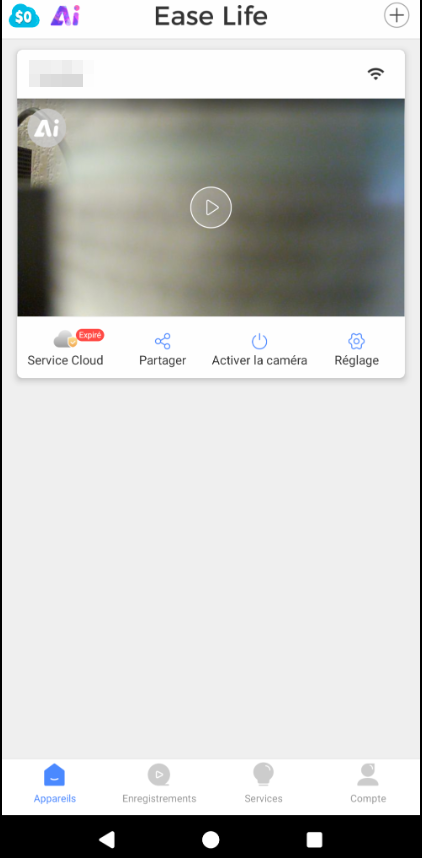 $0 Ai Ease Life
Ai
Expiré
Service Cloud Partager Activer la caméra Réglage
Appareils Enregistrements Services Compte